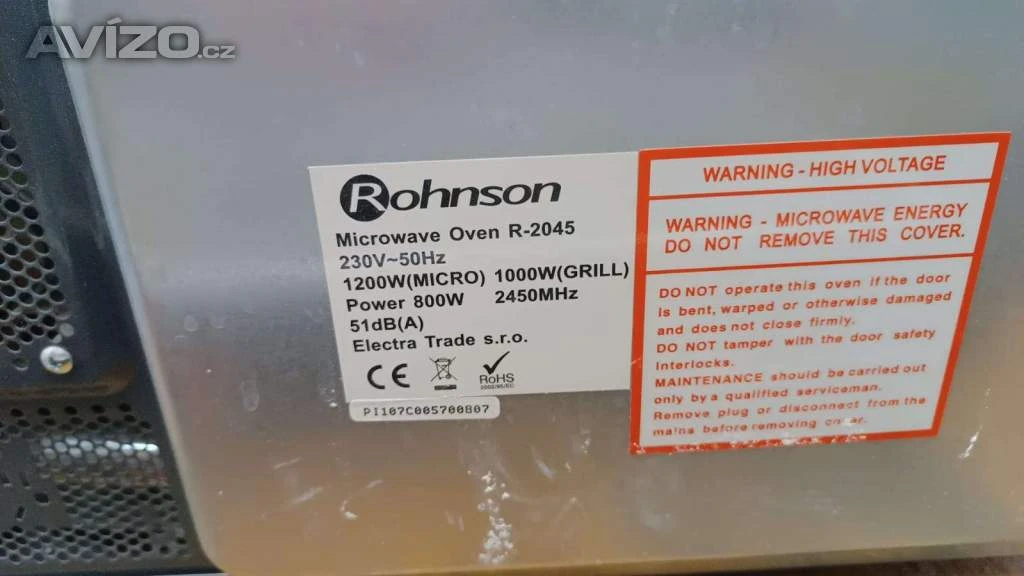 AVÍZO.cz
Rohnson
Microwave Oven R-2045
230V~50Hz
1200W(MICRO) 1000W(GRILL)
Power 800W 2450MHz
51dB(A)
Electra Trade s.r.o.
CE
RoHS
2002/95/EC
PI107C005700807
WARNING - HIGH VOLTAGE
WARNING - MICROWAVE ENERGY
DO NOT REMOVE THIS COVER.
DO NOT operate this oven if the door
is bent, warped or otherwise damaged
and does not close firmly.
DO NOT tamper with the door safety
Interlocks.
MAINTENANCE should be carried out
only by a qualified serviceman.
Remove plug or disconnect from the
mains before removing cover.